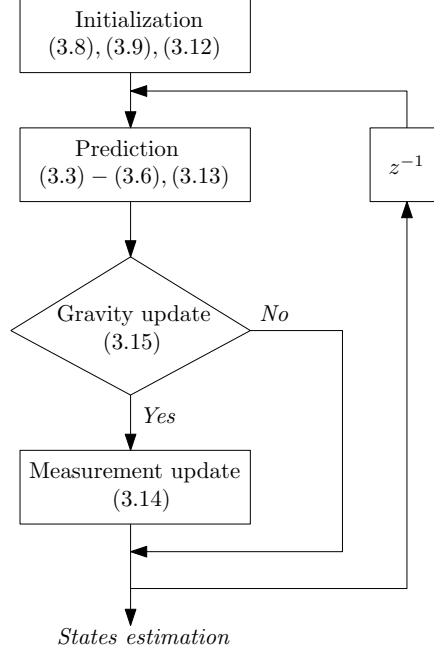 Initialization
(3.8), (3.9), (3.12)
Prediction
(3.3) − (3.6), (3.13)
z⁻¹
Gravity update
(3.15)
No
Yes
Measurement update
(3.14)
States estimation